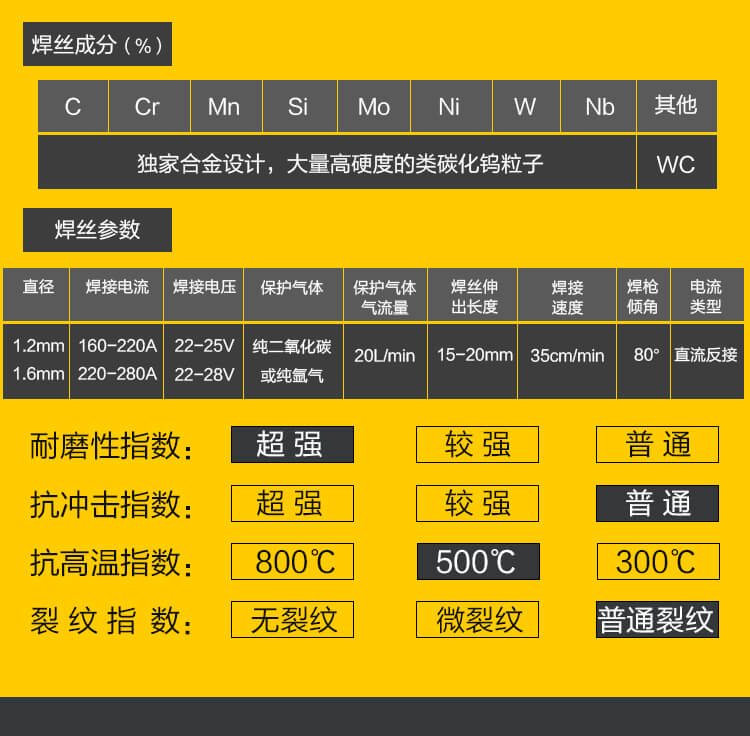 焊丝成分(%)
C Cr Mn Si Mo Ni W Nb 其他
独家合金设计，大量高硬度的类碳化钨粒子 WC
焊丝参数
直径 焊接电流 焊接电压 保护气体 保护气体 焊丝伸 焊接 焊枪 电流
气流量 出长度 速度 倾角 类型
1.2mm 160-220A 22-25V 纯二氧化碳 20L/min 15-20mm 35cm/min 80° 直流反接
1.6mm 220-280A 22-28V 或纯氩气
耐磨性指数： 超强 较强 普通
抗冲击指数： 超强 较强 普通
抗高温指数： 800℃ 500℃ 300℃
裂纹指数： 无裂纹 微裂纹 普通裂纹